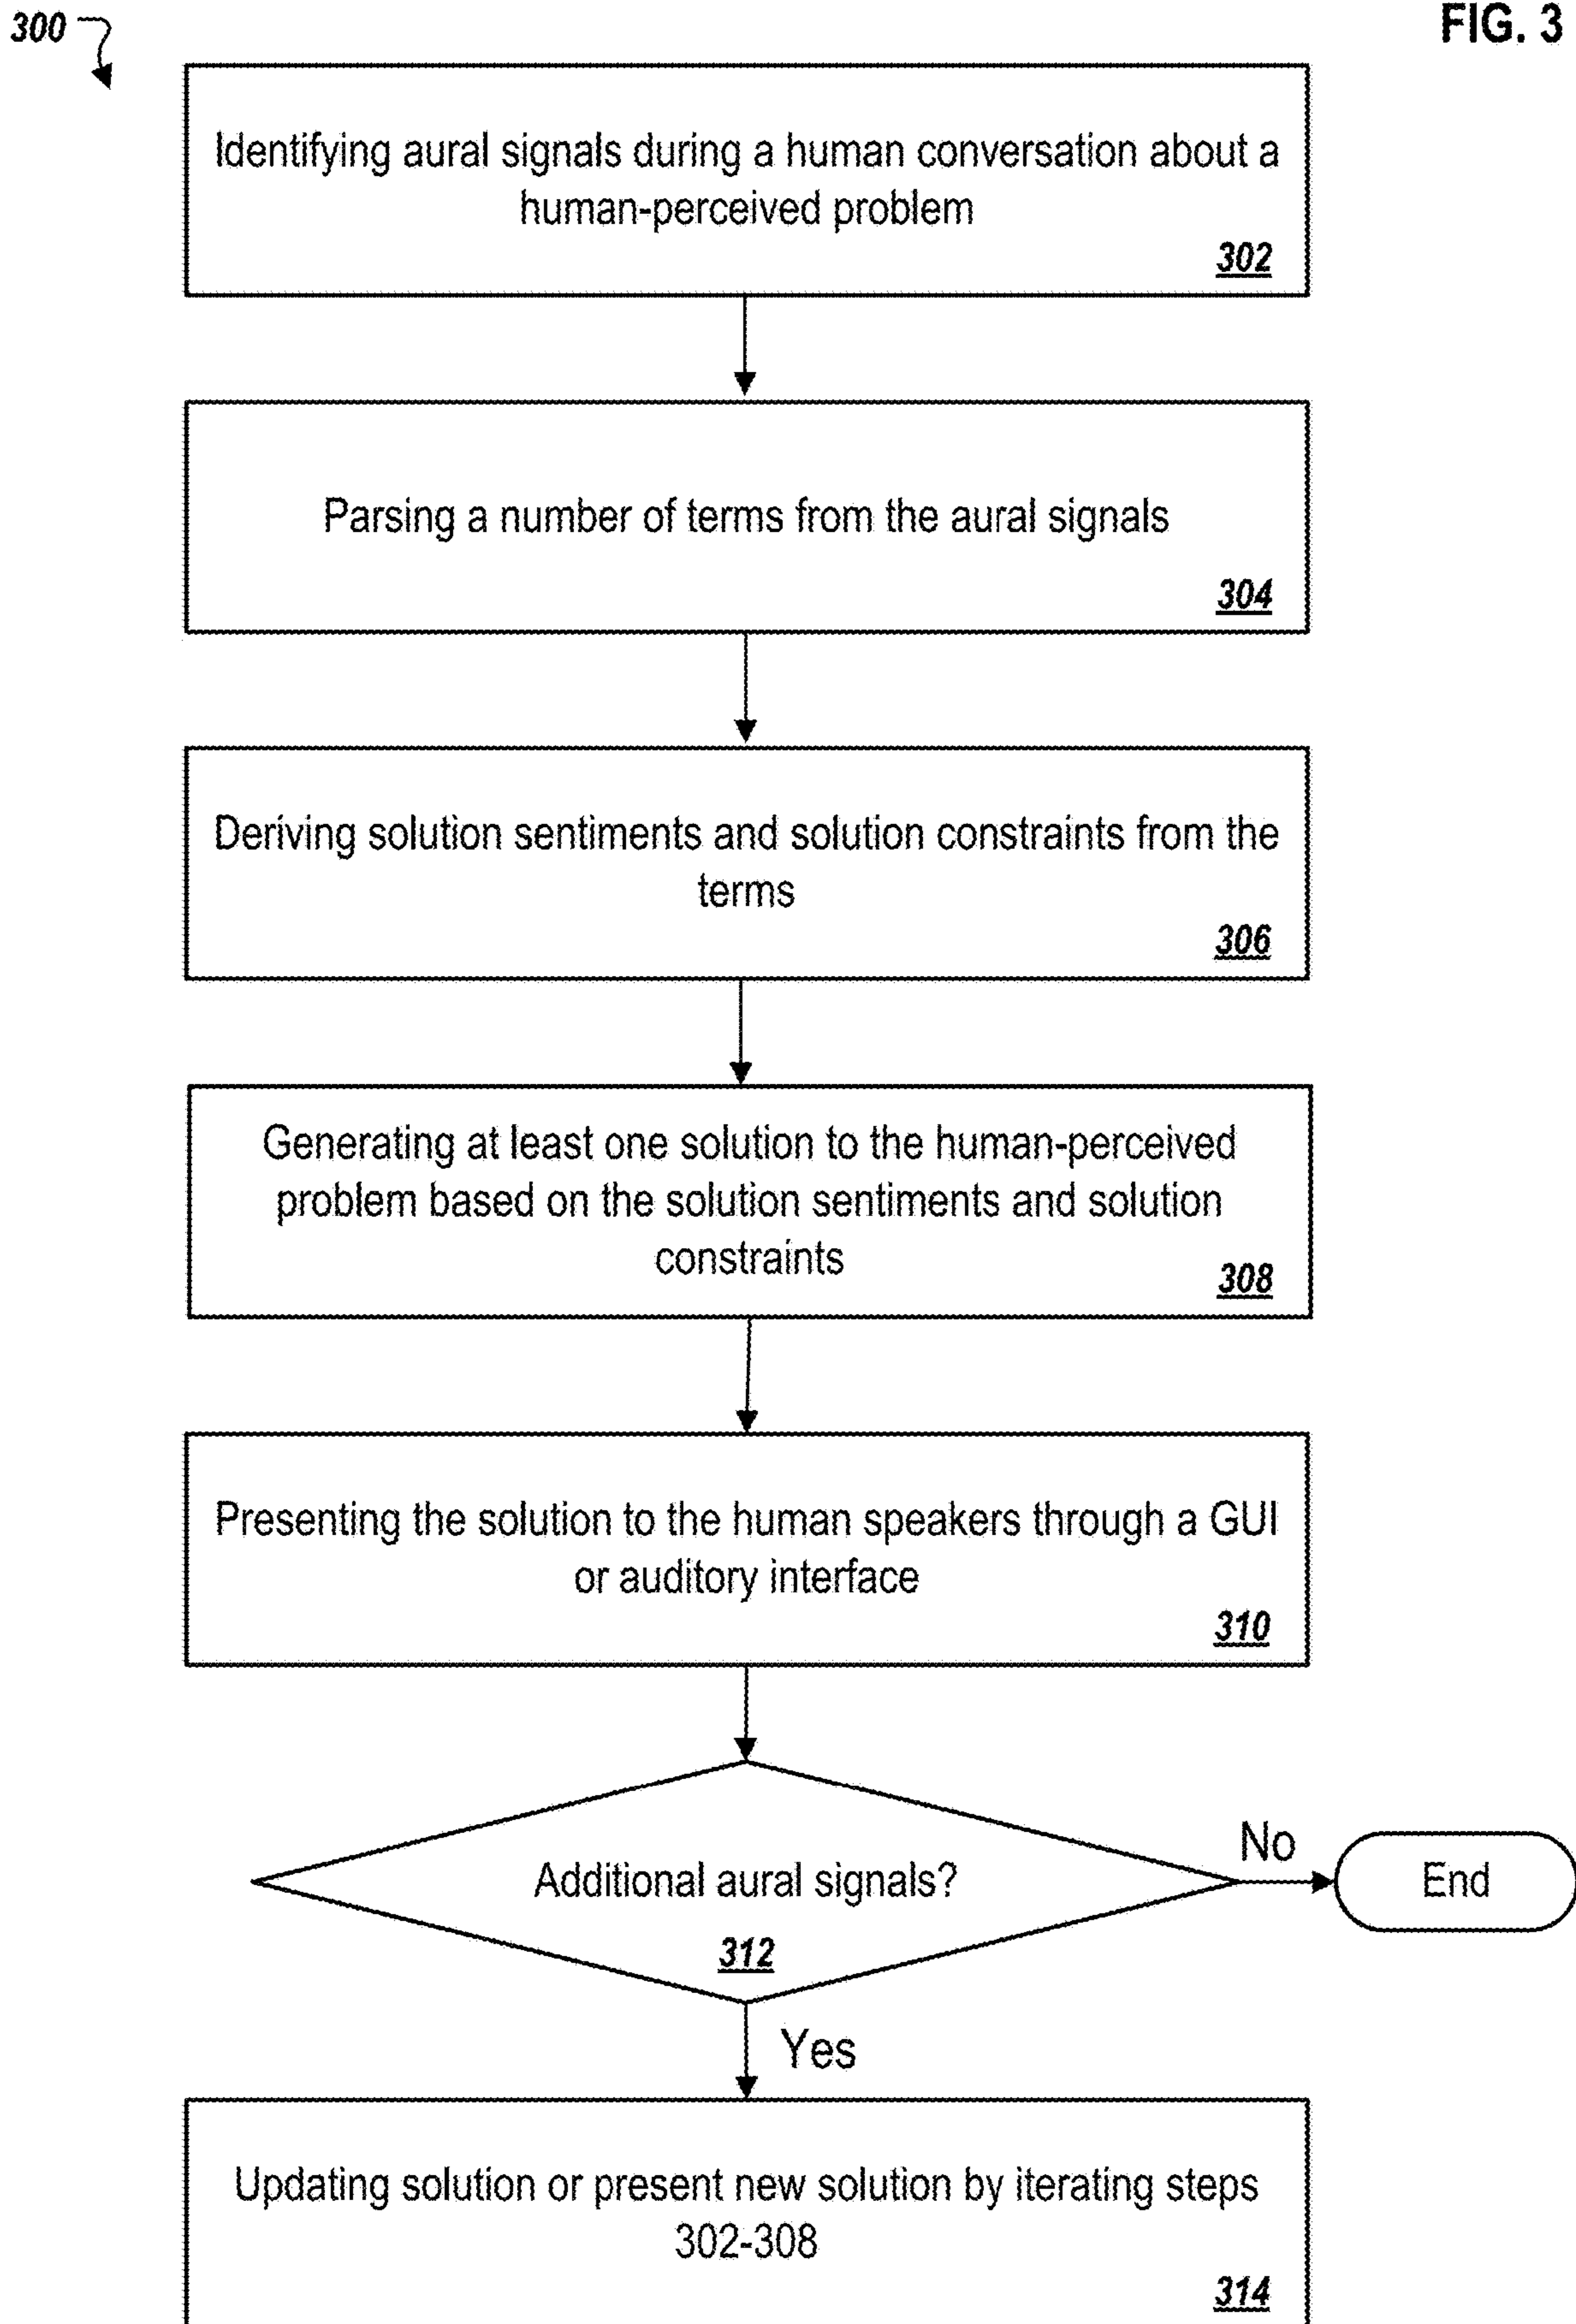 300
FIG. 3
Identifying aural signals during a human conversation about a
human-perceived problem
302
Parsing a number of terms from the aural signals
304
Deriving solution sentiments and solution constraints from the
terms
306
Generating at least one solution to the human-perceived
problem based on the solution sentiments and solution
constraints
308
Presenting the solution to the human speakers through a GUI
or auditory interface
310
Additional aural signals?
312
No
End
Yes
Updating solution or present new solution by iterating steps
302-308
314